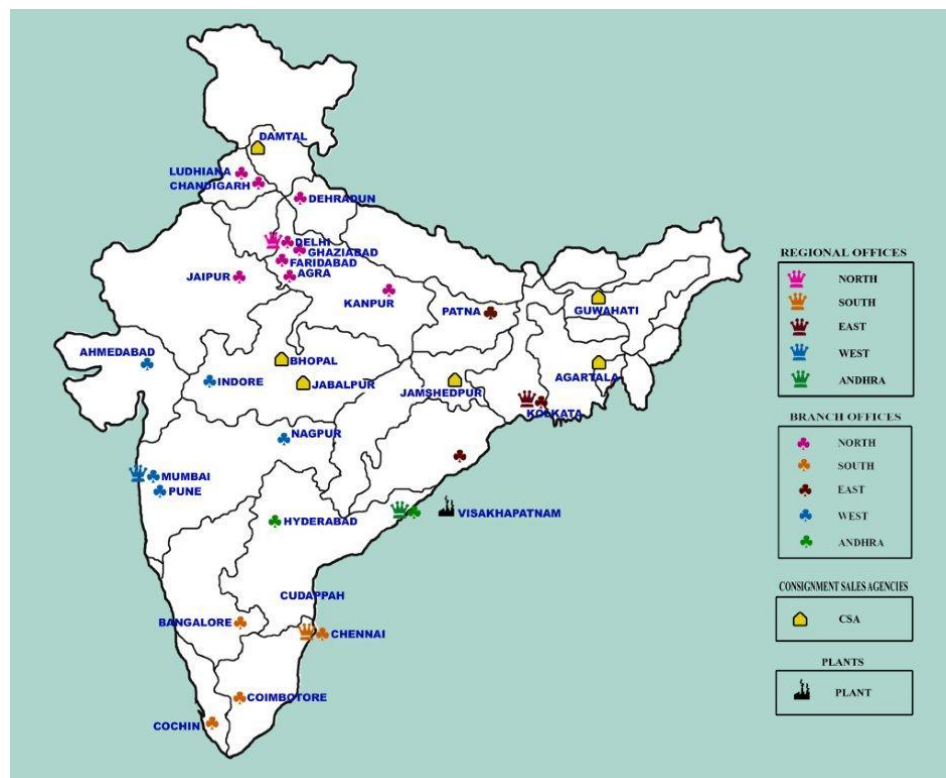 DAMTAL
LUDHIANA
CHANDIGARH
DEHRADUN
DELHI
GHAZIABAD
FARIDABAD
AGRA
JAIPUR
KANPUR
PATNA
GUWAHATI
AHMEDABAD
BHOPAL
INDORE
JABALPUR
JAMSHEDPUR
AGARTALA
KOLKATA
NAGPUR
MUMBAI
PUNE
HYDERABAD
VISAKHAPATNAM
CUDAPPAH
BANGALORE
CHENNAI
COIMBOTORE
COCHIN
REGIONAL OFFICES
NORTH
SOUTH
EAST
WEST
ANDHRA
BRANCH OFFICES
NORTH
SOUTH
EAST
WEST
ANDHRA
CONSIGNMENT SALES AGENCIES
CSA
PLANTS
PLANT